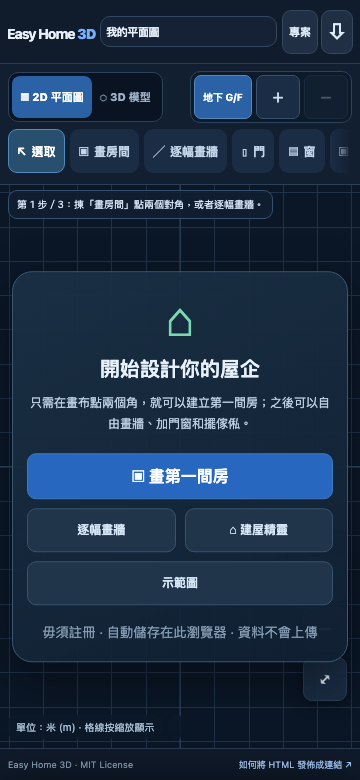 Easy Home 3D 我的平面圖 專案
2D 平面圖 3D 模型 地下 G/F + −
選取 畫房間 逐幅畫牆 門 窗
第 1 步 / 3：揀「畫房間」點兩個對角，或者逐幅畫牆。
開始設計你的屋企
只需在畫布點兩個角，就可以建立第一間房；之後可以自
由畫牆、加門窗和擺傢俬。
畫第一間房
逐幅畫牆 建屋精靈
示範圖
毋須註冊 · 自動儲存在此瀏覽器 · 資料不會上傳
單位：米 (m) · 格線按縮放顯示
Easy Home 3D · MIT License 如何將 HTML 發佈成連結 ↗